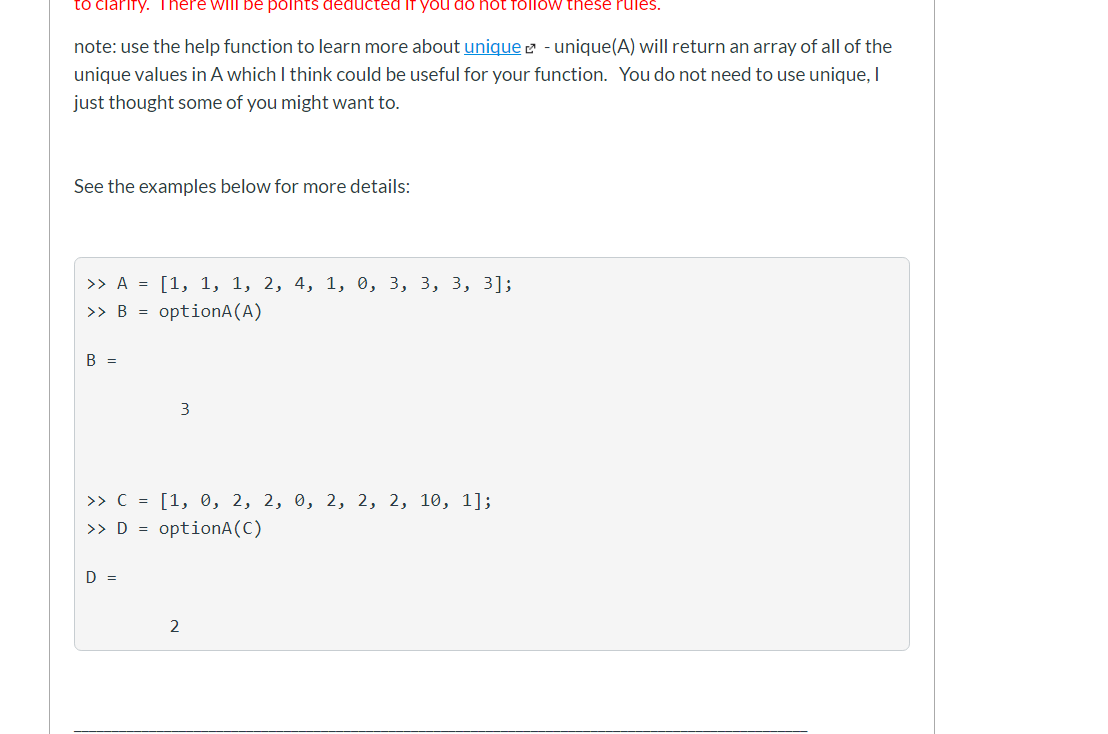 to clarify. There will be points deducted if you do not follow these rules.
note: use the help function to learn more about unique - unique(A) will return an array of all of the
unique values in A which I think could be useful for your function. You do not need to use unique, I
just thought some of you might want to.
See the examples below for more details:
>> A = [1, 1, 1, 2, 4, 1, 0, 3, 3, 3, 3];
>> B = optionA(A)
B =
3
>> C = [1, 0, 2, 2, 0, 2, 2, 2, 10, 1];
>> D = optionA(C)
D =
2